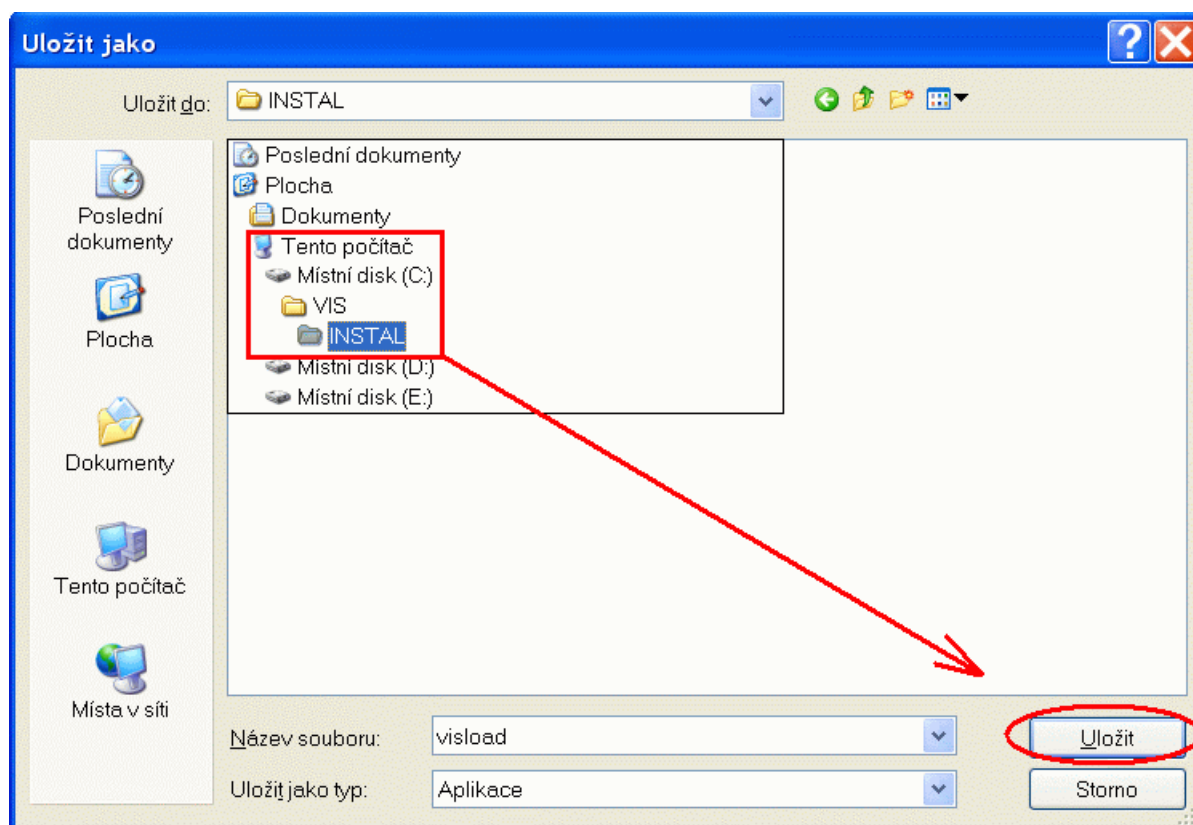 Uložit jako
Uložit do:
INSTAL
Poslední dokumenty
Plocha
Dokumenty
Tento počítač
Místní disk (C:)
VIS
INSTAL
Místní disk (D:)
Místní disk (E:)
Poslední
dokumenty
Plocha
Dokumenty
Tento počítač
Místa v síti
Název souboru:
visload
Uložit
Uložit jako typ:
Aplikace
Storno